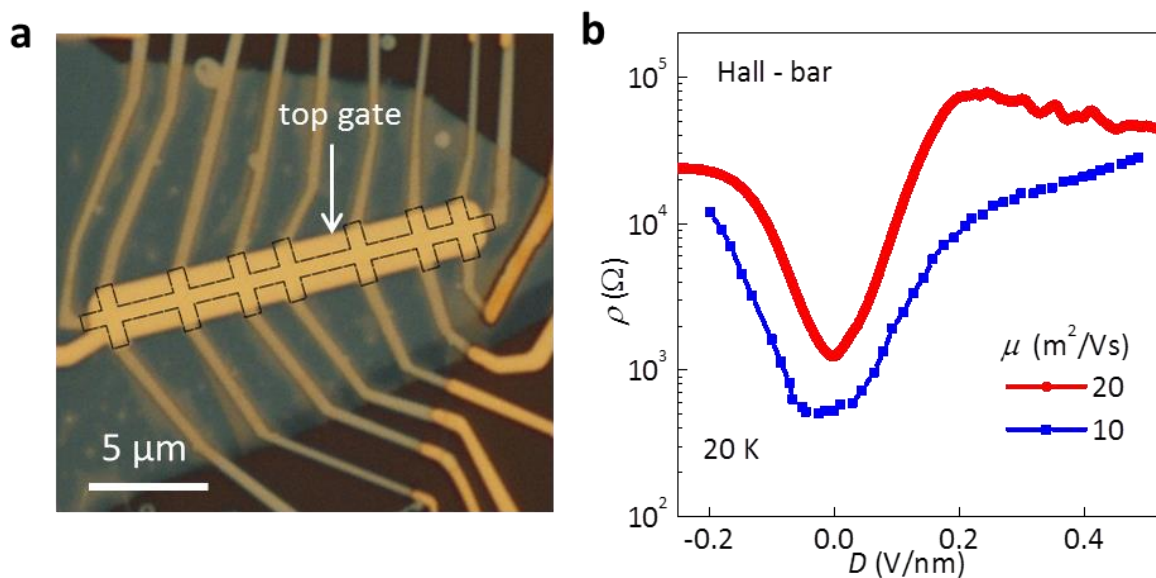 a
top gate
5 μm
b
Hall - bar
ρ (Ω)
10⁵
10⁴
10³
10²
μ (m²/Vs)
20
10
20 K
-0.2 0.0 0.2 0.4
D (V/nm)